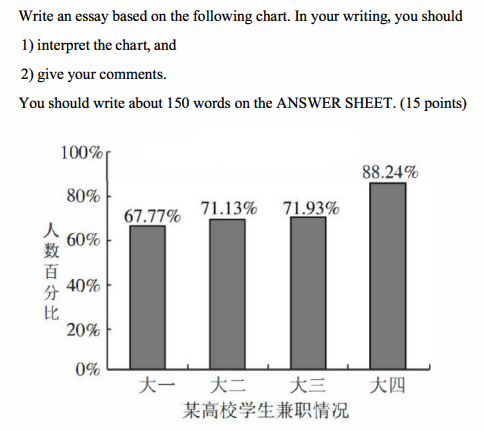 Write an essay based on the following chart. In your writing, you should
1) interpret the chart, and
2) give your comments.
You should write about 150 words on the ANSWER SHEET. (15 points)
100%
80%
60%
40%
20%
0%
人数百分比
67.77%
71.13%
71.93%
88.24%
大一
大二
大三
大四
某高校学生兼职情况